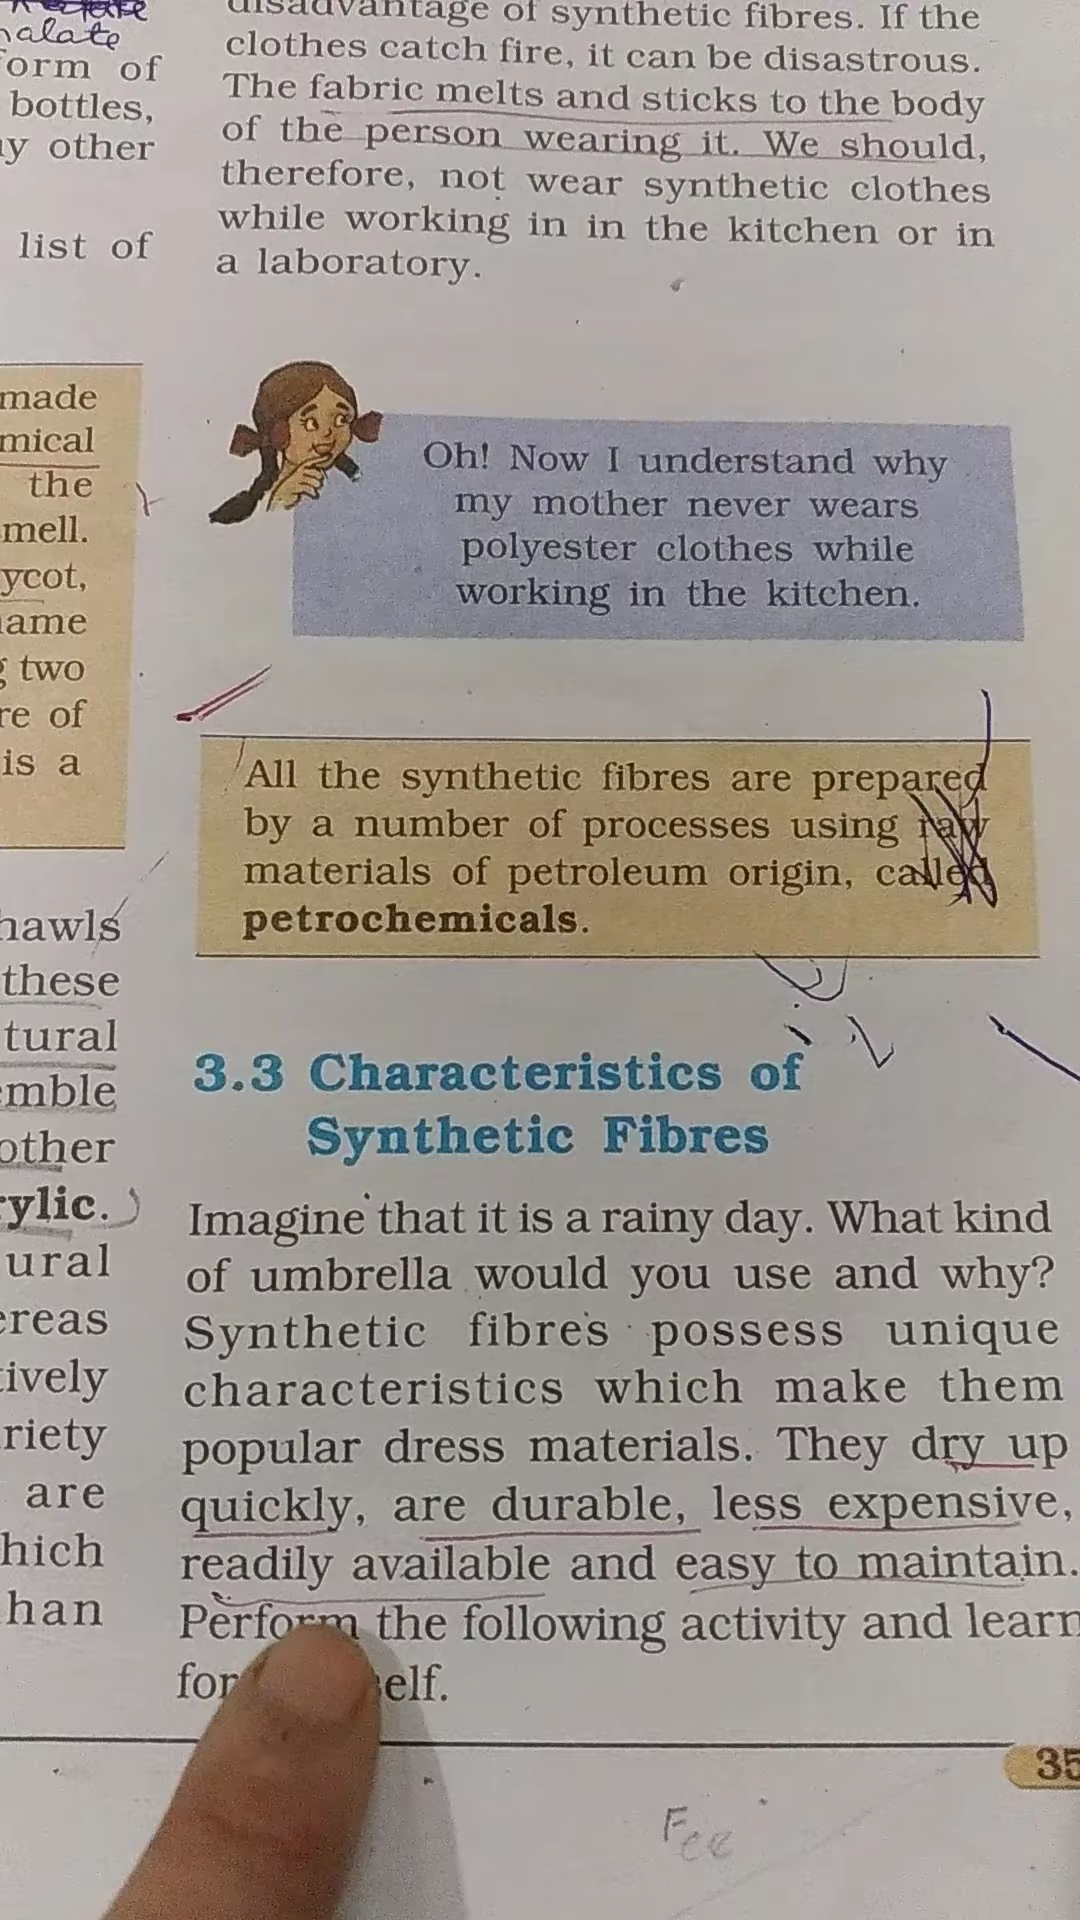 alate
orm of
bottles,
y other
list of
made
mical
the
mell.
ycot,
ame
two
re of
is a
hawls
these
tural
emble
other
rylic.
ural
ereas
tively
riety
are
hich
han
disadvantage of synthetic fibres. If the
clothes catch fire, it can be disastrous.
The fabric melts and sticks to the body
of the person wearing it. We should,
therefore, not wear synthetic clothes
while working in in the kitchen or in
a laboratory.
Oh! Now I understand why
my mother never wears
polyester clothes while
working in the kitchen.
All the synthetic fibres are prepared
by a number of processes using raw
materials of petroleum origin, called
petrochemicals.
3.3 Characteristics of
Synthetic Fibres
Imagine that it is a rainy day. What kind
of umbrella would you use and why?
Synthetic fibres possess unique
characteristics which make them
popular dress materials. They dry up
quickly, are durable, less expensive,
readily available and easy to maintain.
Perform the following activity and learn
for elf.
35
Fee